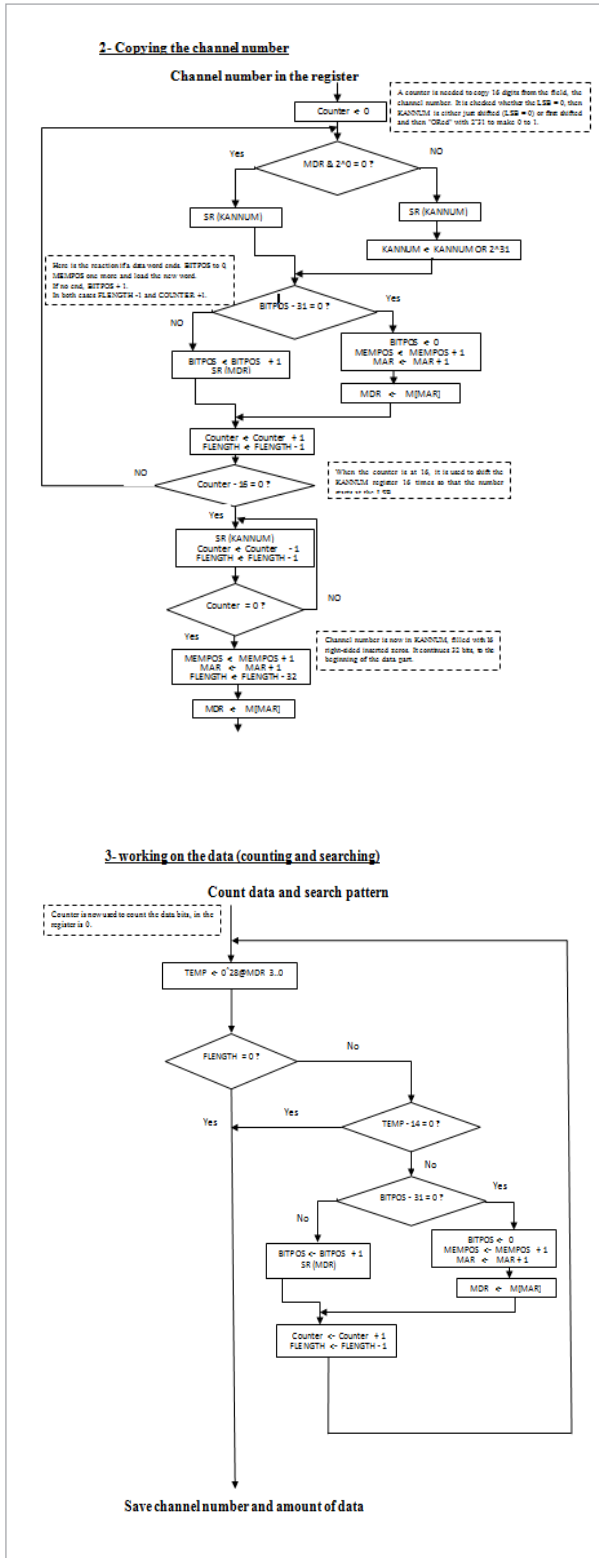 2- Copying the channel number
Channel number in the register
A counter is needed to copy 16 digits from the field, the
channel number. It is checked whether the LSB = 0, then
KANNUM is either just shifted (LSB = 0) or first shifted
and then "ORed" with 2^31 to make 0 to 1.
Counter ← 0
Yes
NO
MDR & 2^0 = 0 ?
SR (KANNUM)
SR (KANNUM)
KANNUM ← KANNUM OR 2^31
Here is the reaction if a data word ends. BITPOS to 0,
MEMPOS one more and load the new word.
If no end, BITPOS + 1.
In both cases FLENGTH -1 and COUNTER +1.
BITPOS - 31 = 0 ?
Yes
NO
BITPOS ← 0
MEMPOS ← MEMPOS + 1
MAR ← MAR + 1
BITPOS ← BITPOS + 1
SR (MDR)
MDR ← M[MAR]
Counter ← Counter + 1
FLENGTH ← FLENGTH - 1
NO
Counter - 16 = 0 ?
When the counter is at 16, it is used to shift the
KANNUM register 16 times so that the number
Yes
SR (KANNUM)
Counter ← Counter - 1
FLENGTH ← FLENGTH - 1
Counter = 0 ?
NO
Yes
Channel number is now in KANNUM, filled with 16
right-sided inserted zeros. It continues 32 bits, to the
beginning of the data part.
MEMPOS ← MEMPOS + 1
MAR ← MAR + 1
FLENGTH ← FLENGTH - 32
MDR ← M[MAR]
3- working on the data (counting and searching)
Count data and search pattern
Counter is now used to count the data bits, in the
register is 0.
TEMP ← 0^28@MDR 3..0
FLENGTH = 0 ?
No
Yes
Yes
TEMP - 14 = 0 ?
No
BITPOS - 31 = 0 ?
Yes
No
BITPOS ← 0
MEMPOS ← MEMPOS + 1
MAR ← MAR + 1
BITPOS ← BITPOS + 1
SR (MDR)
MDR ← M[MAR]
Counter ← Counter + 1
FLENGTH ← FLENGTH - 1
Save channel number and amount of data